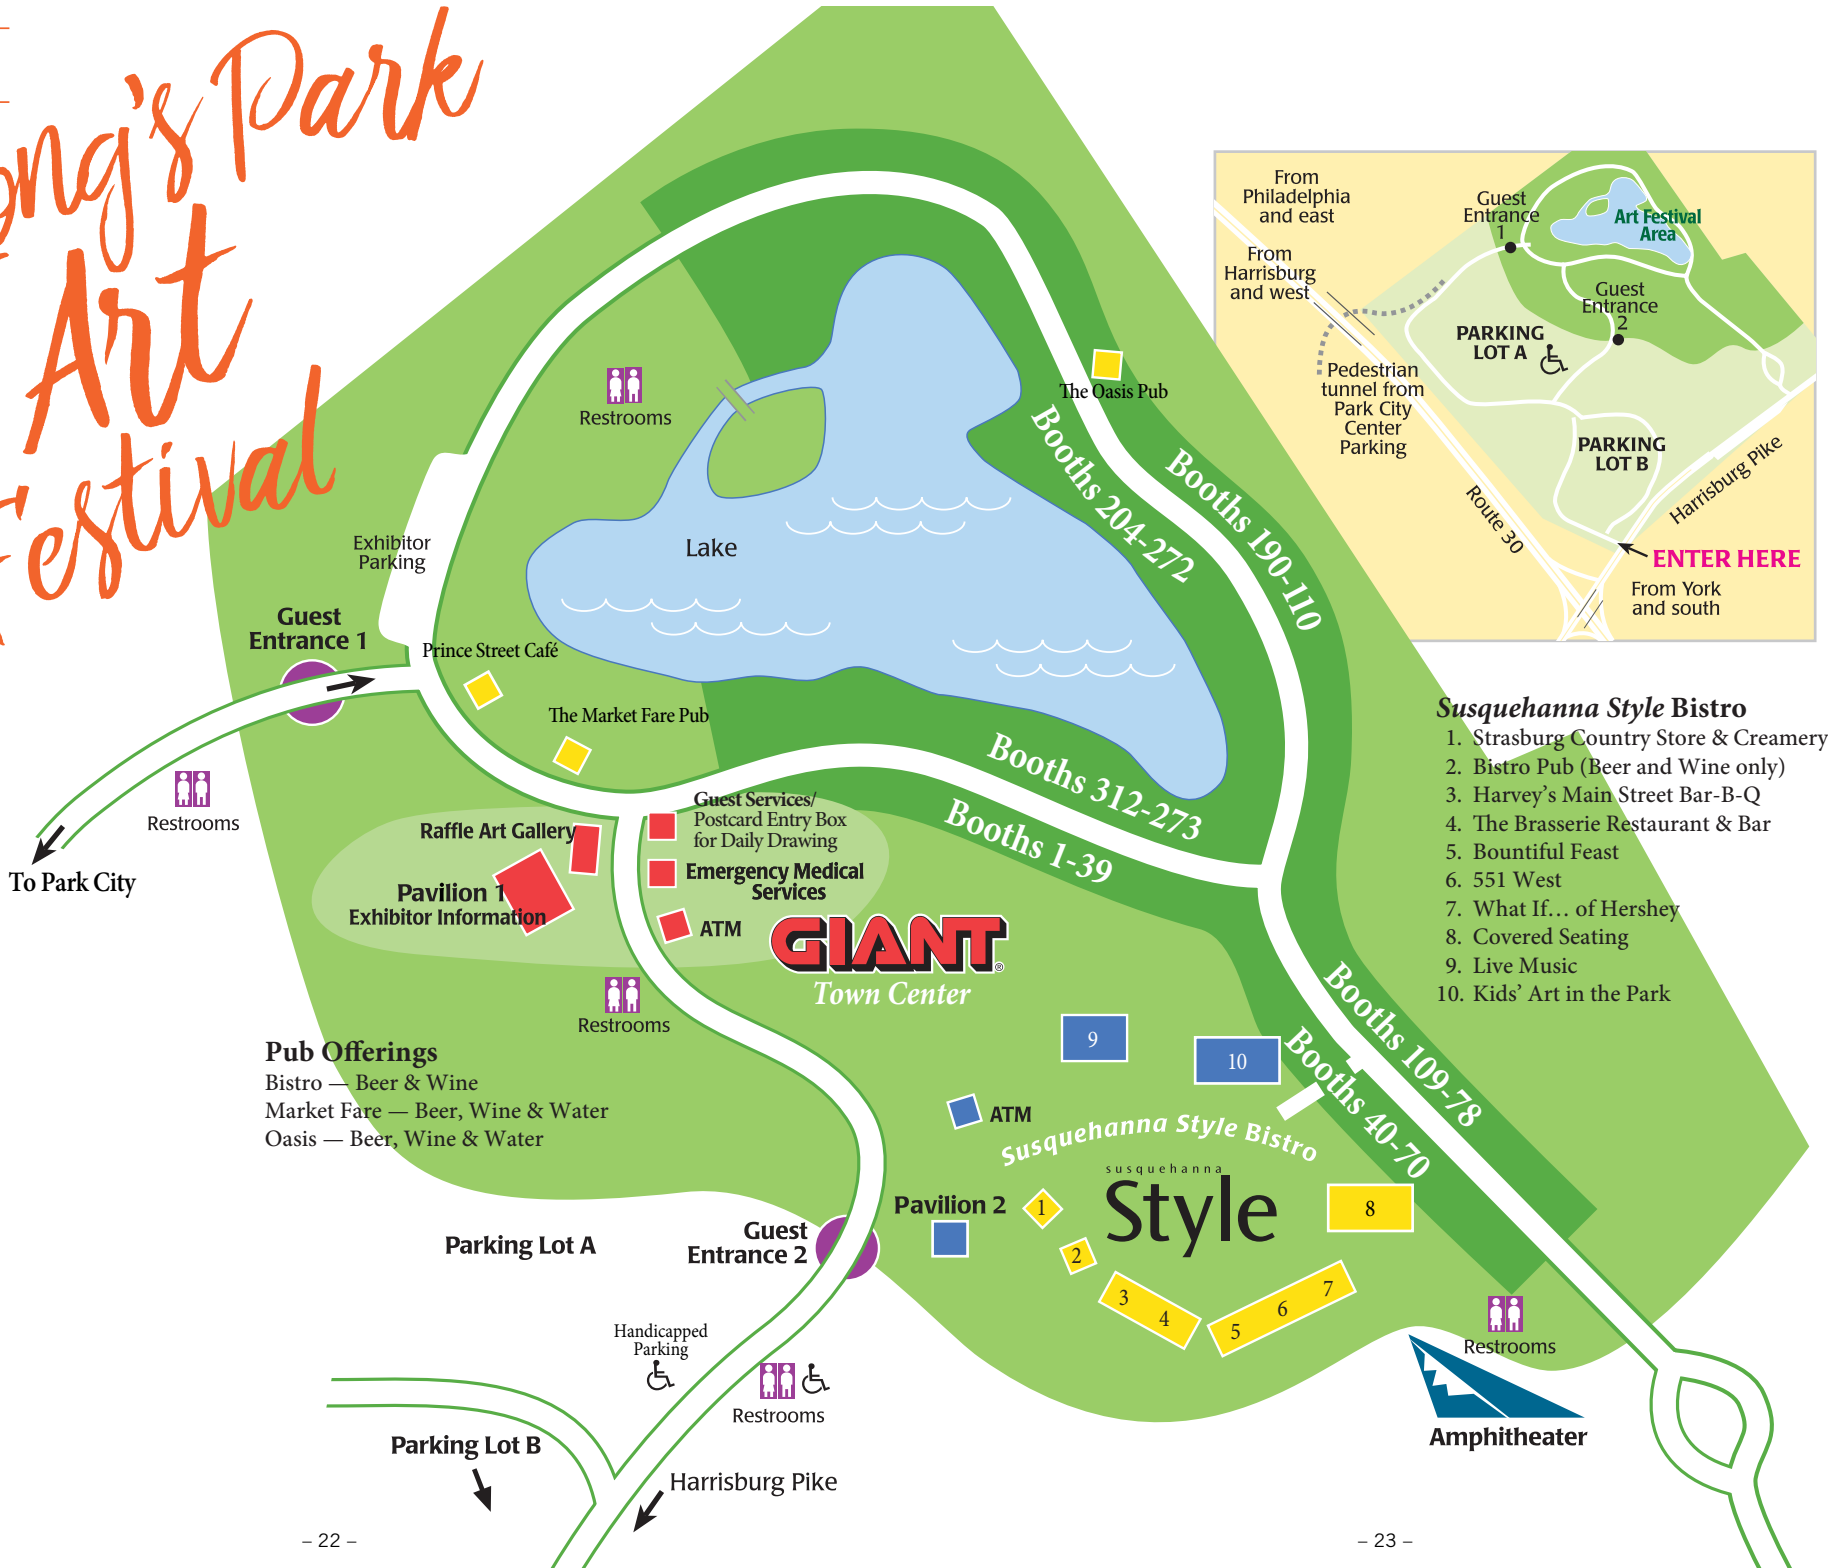 ong's Park
Art
Festival
From
Philadelphia
and east
From
Harrisburg
and west
Guest
Entrance
1
Art Festival
Area
Guest
Entrance
2
PARKING
LOT A
Pedestrian
tunnel from
Park City
Center
Parking
PARKING
LOT B
Route 30
Harrisburg Pike
ENTER HERE
From York
and south
Restrooms
The Oasis Pub
Booths 204-272
Booths 190-110
Lake
Exhibitor
Parking
Guest
Entrance 1
Prince Street Café
The Market Fare Pub
Booths 312-273
Booths 1-39
Restrooms
To Park City
Raffle Art Gallery
Pavilion 1
Exhibitor Information
Guest Services/
Postcard Entry Box
for Daily Drawing
Emergency Medical
Services
ATM
GIANT®
Town Center
Restrooms
Susquehanna Style Bistro
1. Strasburg Country Store & Creamery
2. Bistro Pub (Beer and Wine only)
3. Harvey's Main Street Bar-B-Q
4. The Brasserie Restaurant & Bar
5. Bountiful Feast
6. 551 West
7. What If… of Hershey
8. Covered Seating
9. Live Music
10. Kids' Art in the Park
Pub Offerings
Bistro — Beer & Wine
Market Fare — Beer, Wine & Water
Oasis — Beer, Wine & Water
9
10
Booths 109-78
Booths 40-70
ATM
Susquehanna Style Bistro
susquehanna
Style
Pavilion 2
1
2
3
4
5
6
7
8
Parking Lot A
Guest
Entrance 2
Handicapped
Parking
Restrooms
Restrooms
Amphitheater
Parking Lot B
Harrisburg Pike
– 22 –
– 23 –